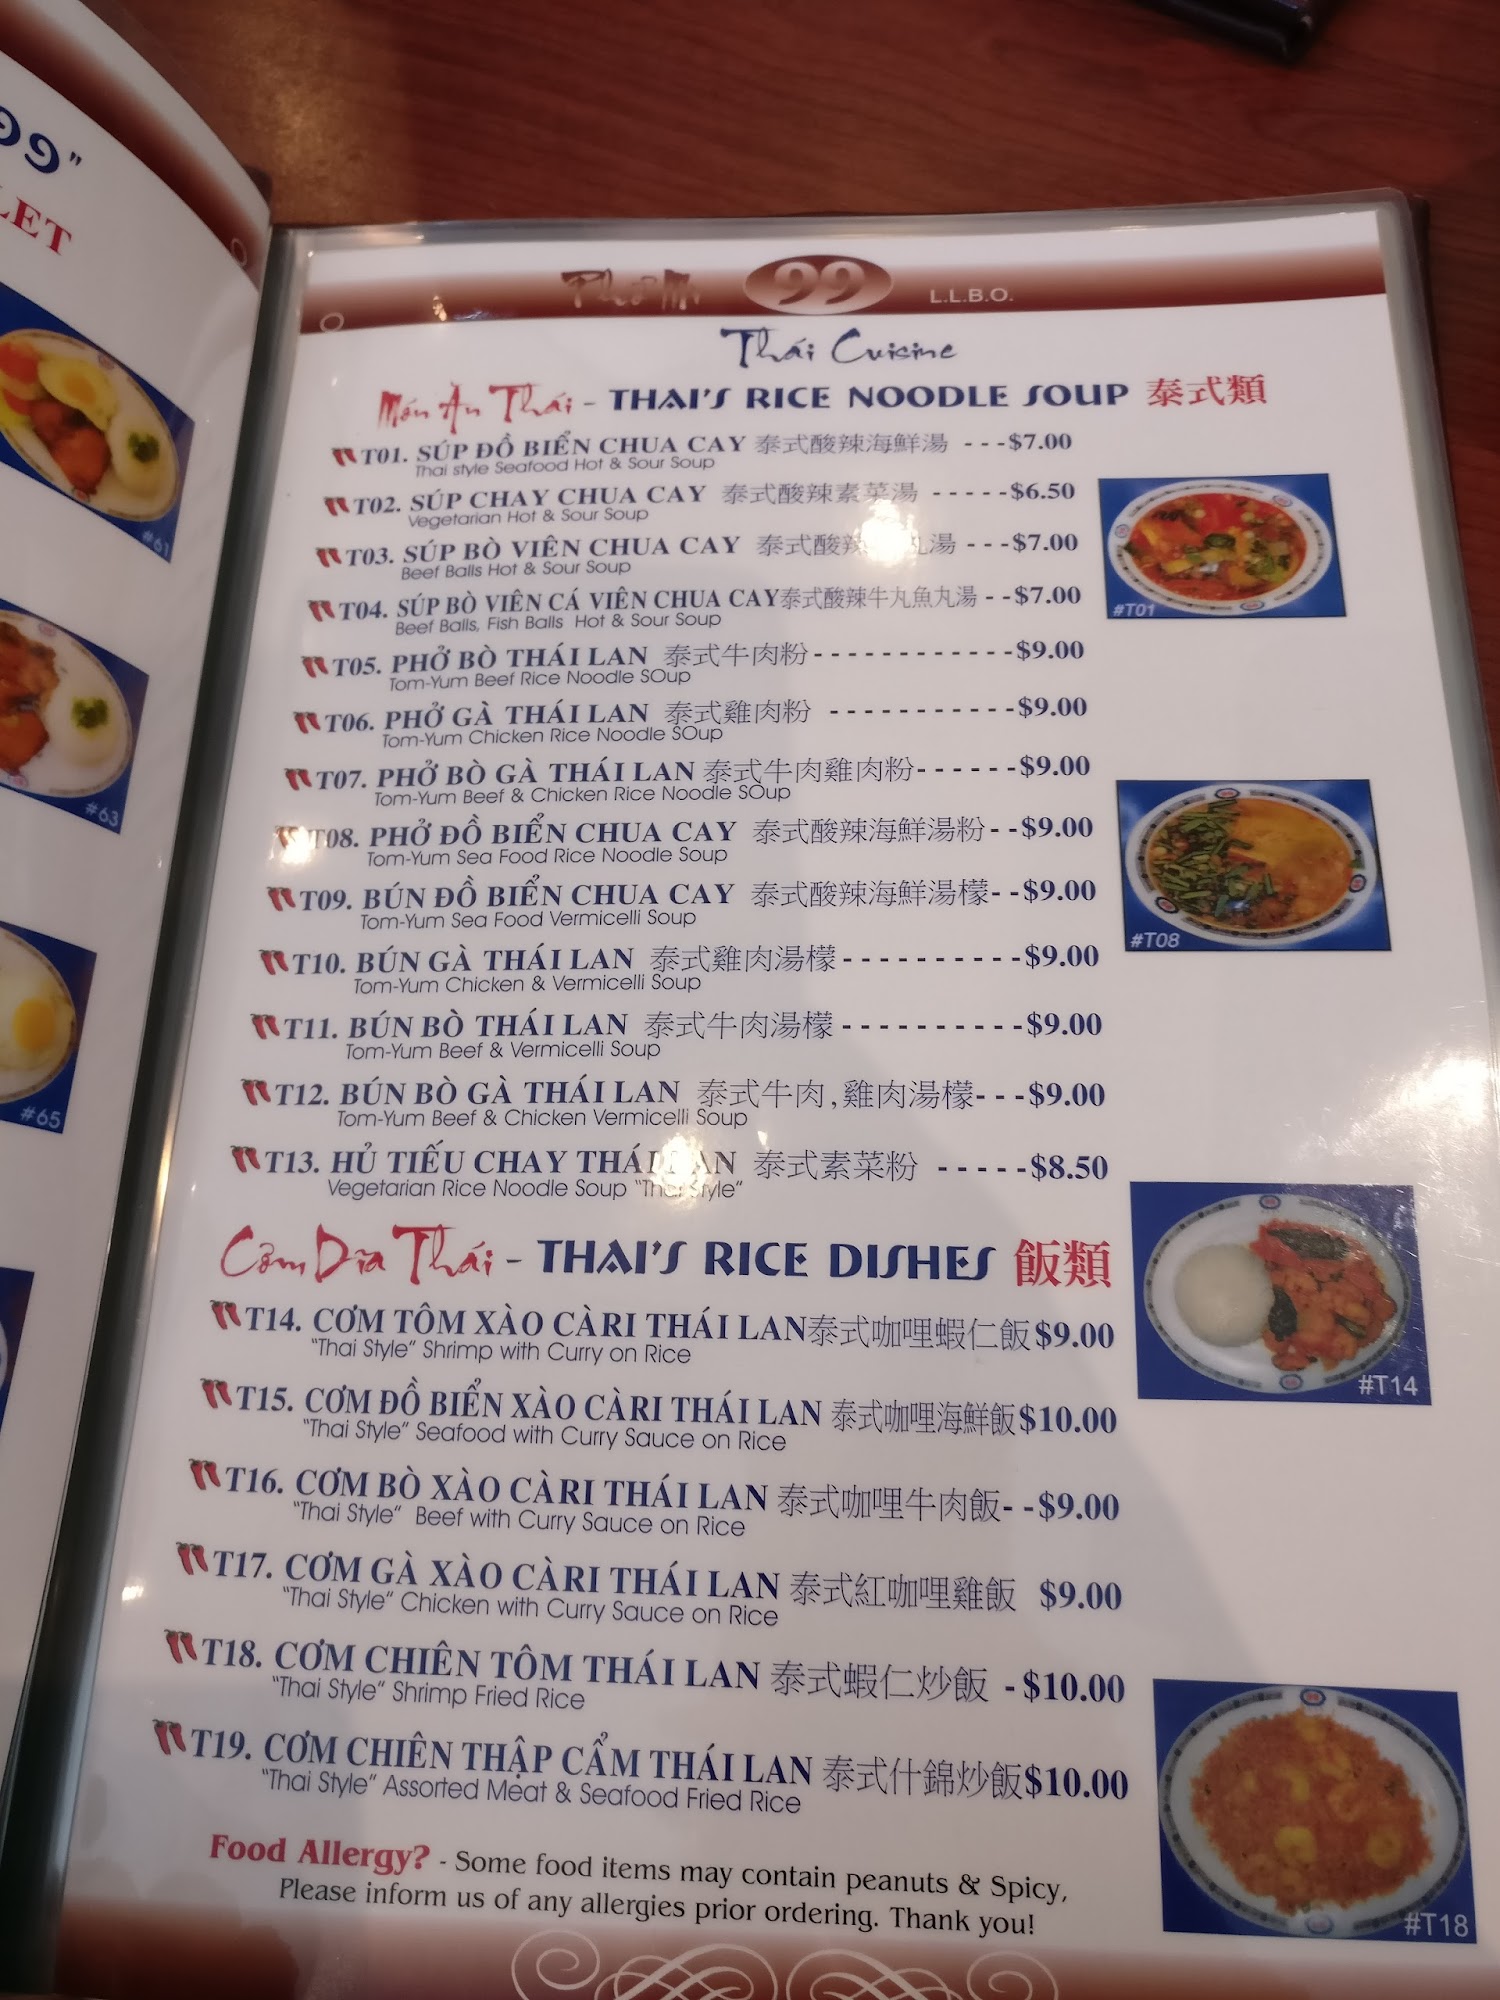 99"
LET
#61
#63
#65
Phở Mi 99 L.L.B.O.
Thái Cuisine
Món Ăn Thái - THAI'S RICE NOODLE SOUP 泰式類
T01. SÚP ĐỒ BIỂN CHUA CAY 泰式酸辣海鮮湯 - - -$7.00
Thai style Seafood Hot & Sour Soup
T02. SÚP CHAY CHUA CAY 泰式酸辣素菜湯 - - - - -$6.50
Vegetarian Hot & Sour Soup
T03. SÚP BÒ VIÊN CHUA CAY 泰式酸辣 丸湯 - - -$7.00
Beef Balls Hot & Sour Soup
T04. SÚP BÒ VIÊN CÁ VIÊN CHUA CAY泰式酸辣牛丸魚丸湯 - -$7.00
Beef Balls, Fish Balls Hot & Sour Soup
#T01
T05. PHỞ BÒ THÁI LAN 泰式牛肉粉- - - - - - - - - - - -$9.00
Tom-Yum Beef Rice Noodle SOup
T06. PHỞ GÀ THÁI LAN 泰式雞肉粉 - - - - - - - - - - -$9.00
Tom-Yum Chicken Rice Noodle SOup
T07. PHỞ BÒ GÀ THÁI LAN 泰式牛肉雞肉粉- - - - - -$9.00
Tom-Yum Beef & Chicken Rice Noodle SOup
T08. PHỞ ĐỒ BIỂN CHUA CAY 泰式酸辣海鮮湯粉- -$9.00
Tom-Yum Sea Food Rice Noodle Soup
T09. BÚN ĐỒ BIỂN CHUA CAY 泰式酸辣海鮮湯檬- -$9.00
Tom-Yum Sea Food Vermicelli Soup
#T08
T10. BÚN GÀ THÁI LAN 泰式雞肉湯檬- - - - - - - - - - -$9.00
Tom-Yum Chicken & Vermicelli Soup
T11. BÚN BÒ THÁI LAN 泰式牛肉湯檬- - - - - - - - - - -$9.00
Tom-Yum Beef & Vermicelli Soup
T12. BÚN BÒ GÀ THÁI LAN 泰式牛肉,雞肉湯檬- - -$9.00
Tom-Yum Beef & Chicken Vermicelli Soup
T13. HỦ TIẾU CHAY THÁI LAN 泰式素菜粉 - - - - -$8.50
Vegetarian Rice Noodle Soup "Thai Style"
Cơm Dĩa Thái - THAI'S RICE DISHES 飯類
T14. CƠM TÔM XÀO CÀRI THÁI LAN泰式咖哩蝦仁飯$9.00
"Thai Style" Shrimp with Curry on Rice
#T14
T15. CƠM ĐỒ BIỂN XÀO CÀRI THÁI LAN 泰式咖哩海鮮飯$10.00
"Thai Style" Seafood with Curry Sauce on Rice
T16. CƠM BÒ XÀO CÀRI THÁI LAN 泰式咖哩牛肉飯- -$9.00
"Thai Style" Beef with Curry Sauce on Rice
T17. CƠM GÀ XÀO CÀRI THÁI LAN 泰式紅咖哩雞飯 $9.00
"Thai Style" Chicken with Curry Sauce on Rice
T18. CƠM CHIÊN TÔM THÁI LAN 泰式蝦仁炒飯 -$10.00
"Thai Style" Shrimp Fried Rice
T19. CƠM CHIÊN THẬP CẨM THÁI LAN 泰式什錦炒飯$10.00
"Thai Style" Assorted Meat & Seafood Fried Rice
Food Allergy? - Some food items may contain peanuts & Spicy,
Please inform us of any allergies prior ordering. Thank you!
#T18